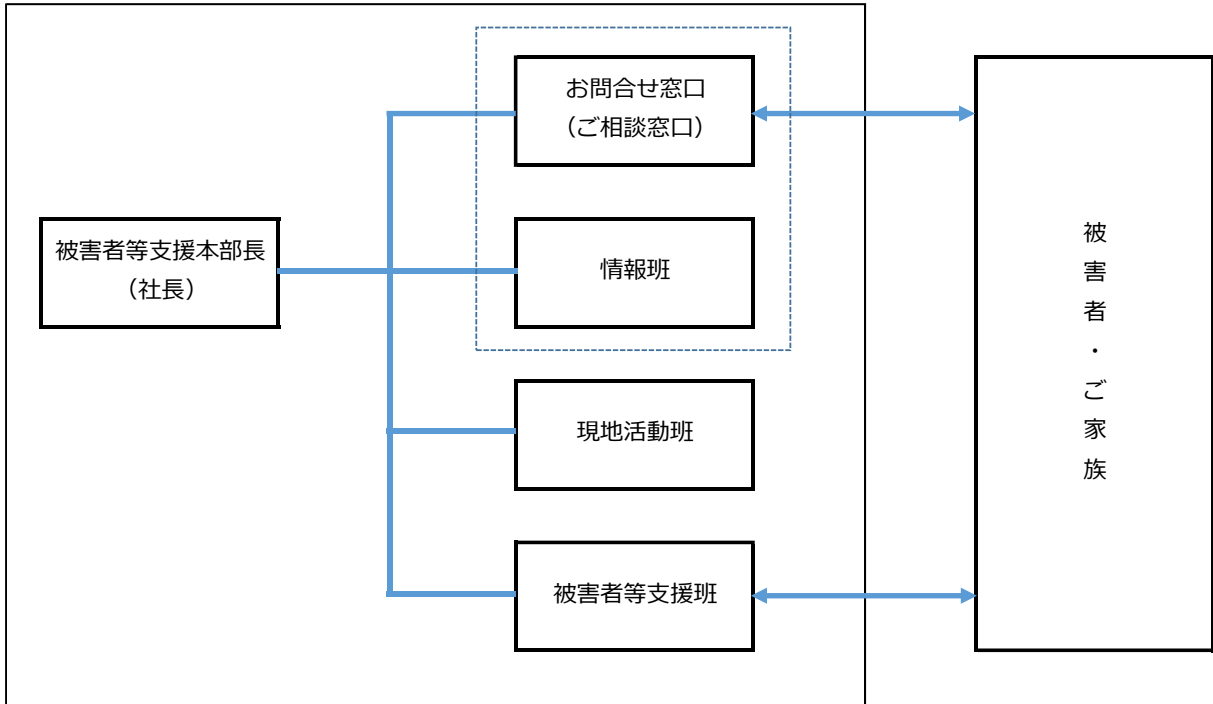 お問合せ窓口
（ご相談窓口）
被害者等支援本部長
（社長）
情報班
現地活動班
被害者等支援班
被害者・ご家族